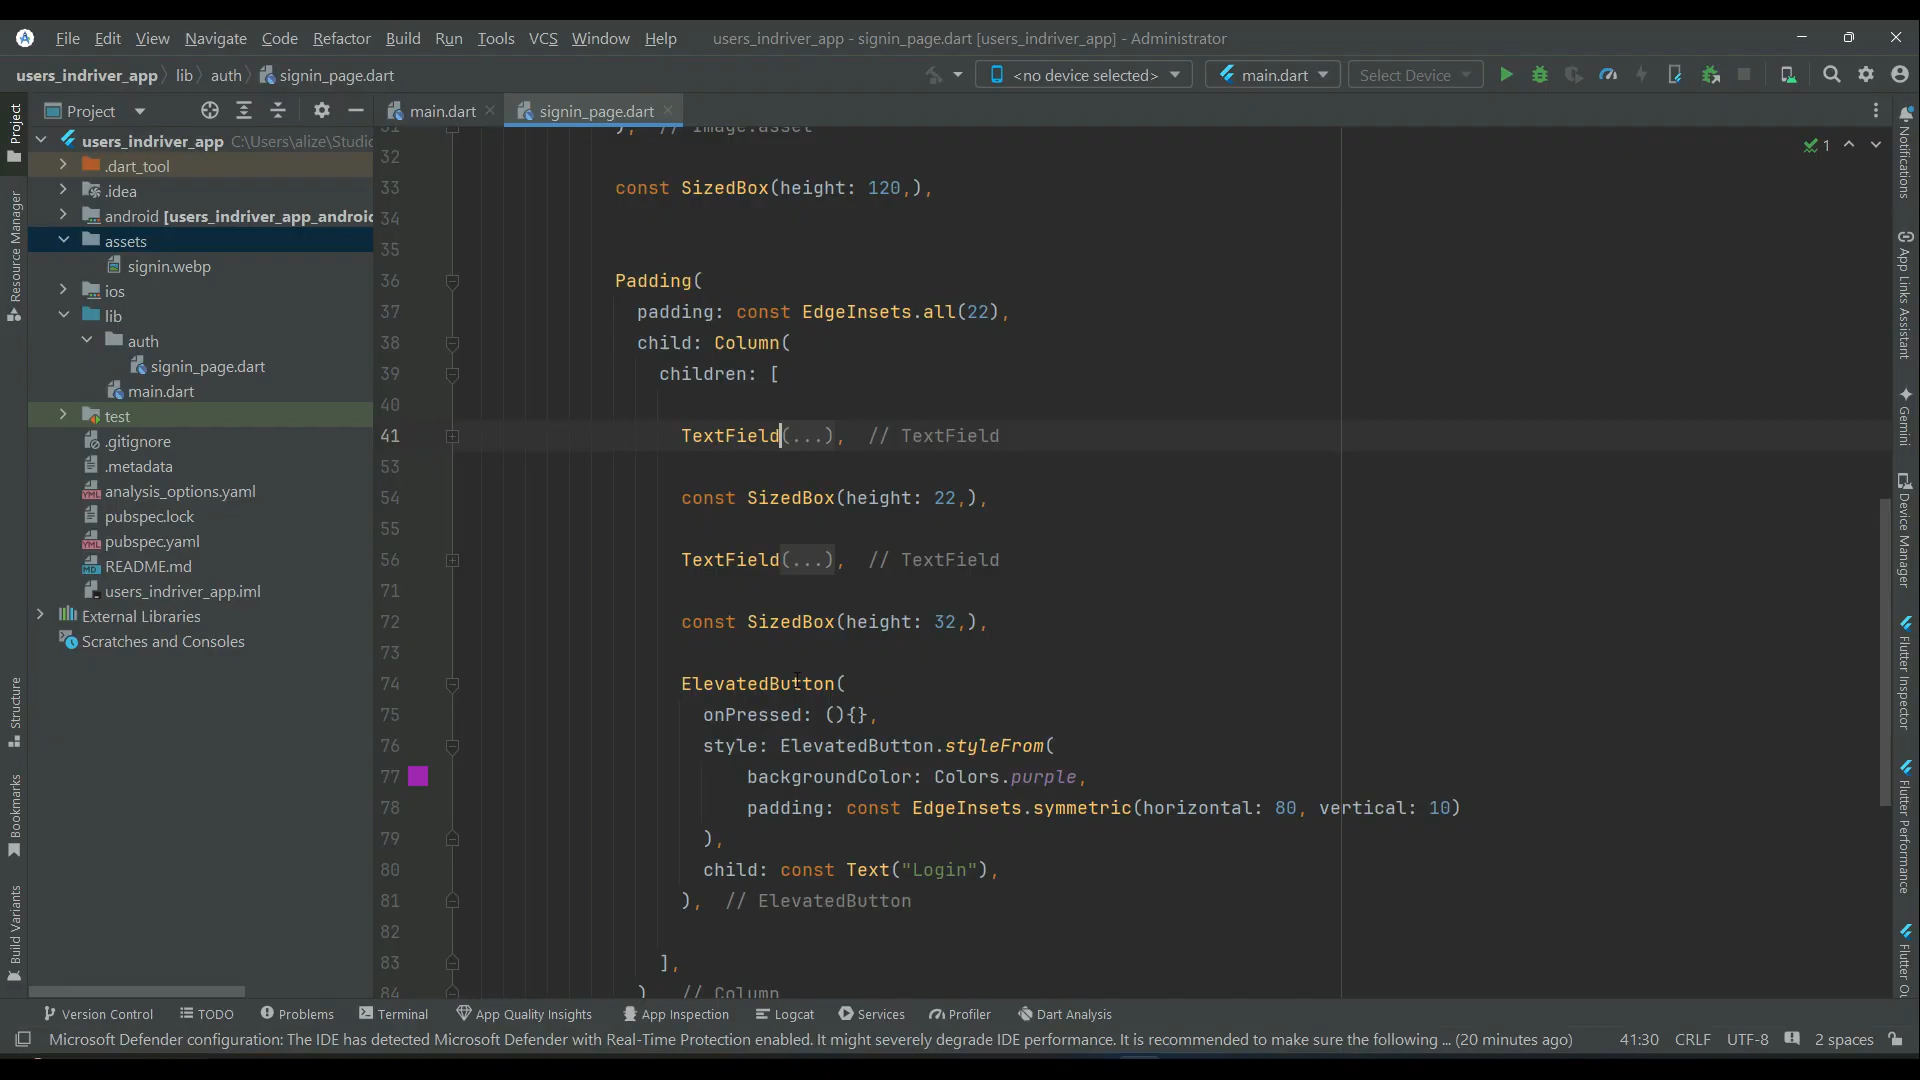 File Edit View Navigate Code Refactor Build Run Tools VCS Window Help users_indriver_app - signin_page.dart [users_indriver_app] - Administrator
users_indriver_app lib auth signin_page.dart <no device selected> main.dart Select Device
Project main.dart signin_page.dart
users_indriver_app C:\Users\alize\Studio
.dart_tool
.idea
android [users_indriver_app_android
assets
signin.webp
ios
lib
auth
signin_page.dart
main.dart
test
.gitignore
.metadata
analysis_options.yaml
pubspec.lock
pubspec.yaml
README.md
users_indriver_app.iml
External Libraries
Scratches and Consoles
Project
Resource Manager
Structure
Bookmarks
Build Variants
31 ), // Image.asset
32
33 const SizedBox(height: 120,),
34
35
36 Padding(
37 padding: const EdgeInsets.all(22),
38 child: Column(
39 children: [
40
41 TextField(...), // TextField
53
54 const SizedBox(height: 22,),
55
56 TextField(...), // TextField
71
72 const SizedBox(height: 32,),
73
74 ElevatedButton(
75 onPressed: (){},
76 style: ElevatedButton.styleFrom(
77 backgroundColor: Colors.purple,
78 padding: const EdgeInsets.symmetric(horizontal: 80, vertical: 10)
79 ),
80 child: const Text("Login"),
81 ), // ElevatedButton
82
83 ],
84 ) // Column
1
Notifications
App Links Assistant
Gemini
Device Manager
Flutter Inspector
Flutter Performance
Flutter Ou
Version Control TODO Problems Terminal App Quality Insights App Inspection Logcat Services Profiler Dart Analysis
Microsoft Defender configuration: The IDE has detected Microsoft Defender with Real-Time Protection enabled. It might severely degrade IDE performance. It is recommended to make sure the following ... (20 minutes ago) 41:30 CRLF UTF-8 2 spaces